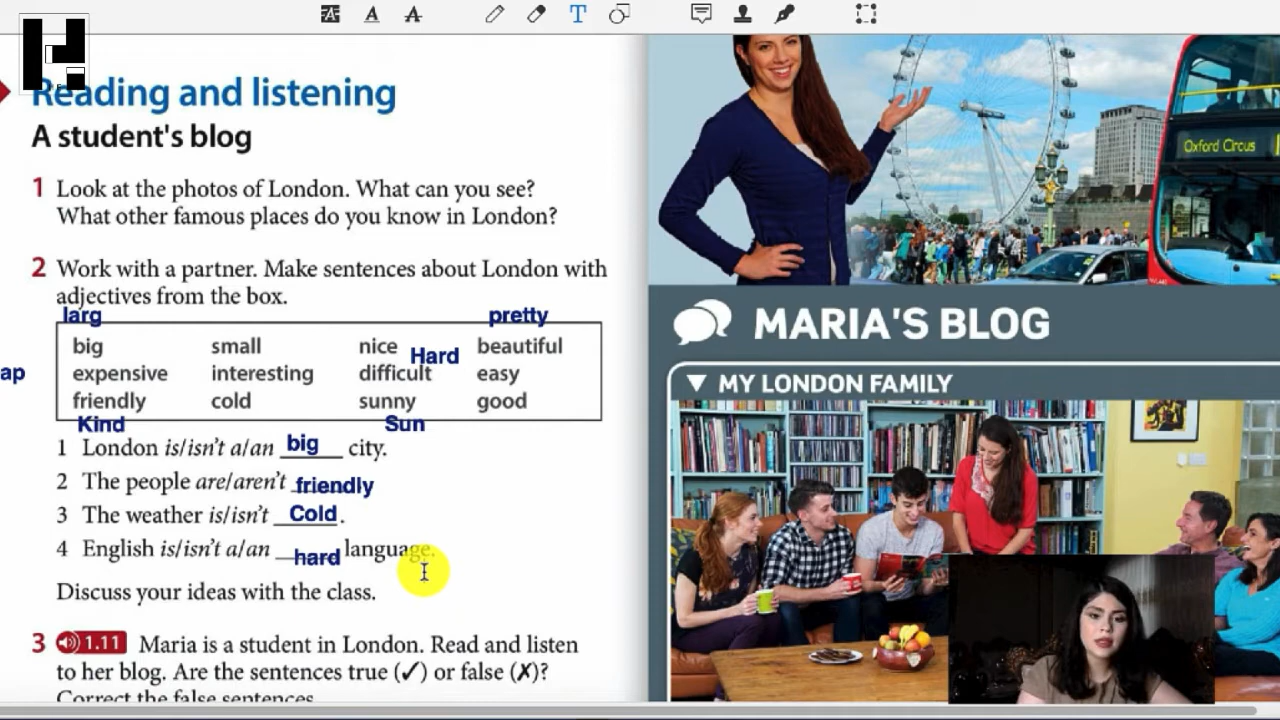 Reading and listening
A student's blog
1 Look at the photos of London. What can you see?
What other famous places do you know in London?
2 Work with a partner. Make sentences about London with
adjectives from the box.
larg pretty
big small nice beautiful
Hard
ap expensive interesting difficult easy
friendly cold sunny good
Kind Sun
1 London is/isn't a/an big city.
2 The people are/aren't friendly
3 The weather is/isn't Cold.
4 English is/isn't a/an hard language.
Discuss your ideas with the class.
3 1.11 Maria is a student in London. Read and listen
to her blog. Are the sentences true (✓) or false (✗)?
Correct the false sentences.
Oxford Circus
MARIA'S BLOG
▼ MY LONDON FAMILY